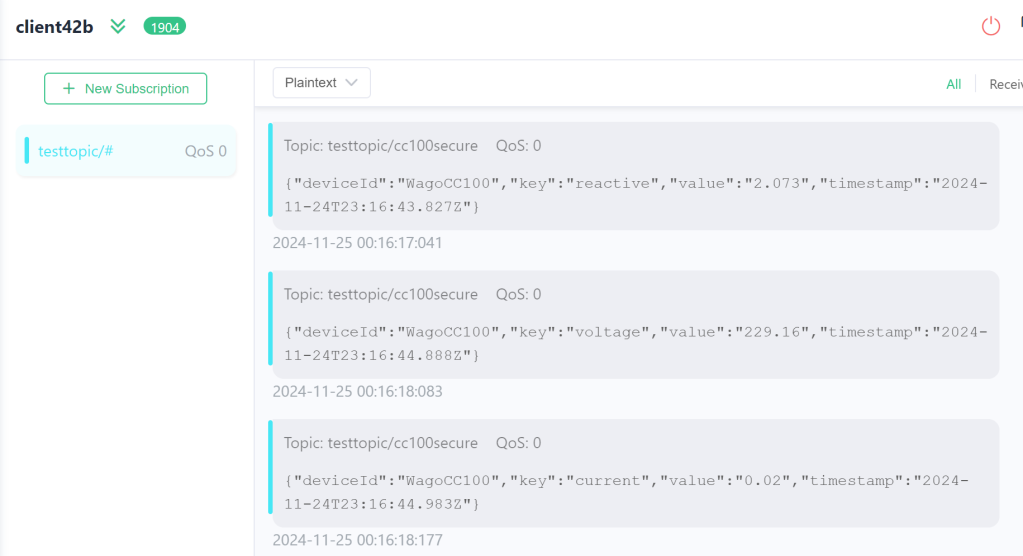 client42b 1904
New Subscription
Plaintext
All
testtopic/# QoS 0
Topic: testtopic/cc100secure QoS: 0
{"deviceId":"WagoCC100","key":"reactive","value":"2.073","timestamp":"2024-
11-24T23:16:43.827Z"}
2024-11-25 00:16:17:041
Topic: testtopic/cc100secure QoS: 0
{"deviceId":"WagoCC100","key":"voltage","value":"229.16","timestamp":"2024-
11-24T23:16:44.888Z"}
2024-11-25 00:16:18:083
Topic: testtopic/cc100secure QoS: 0
{"deviceId":"WagoCC100","key":"current","value":"0.02","timestamp":"2024-
11-24T23:16:44.983Z"}
2024-11-25 00:16:18:177